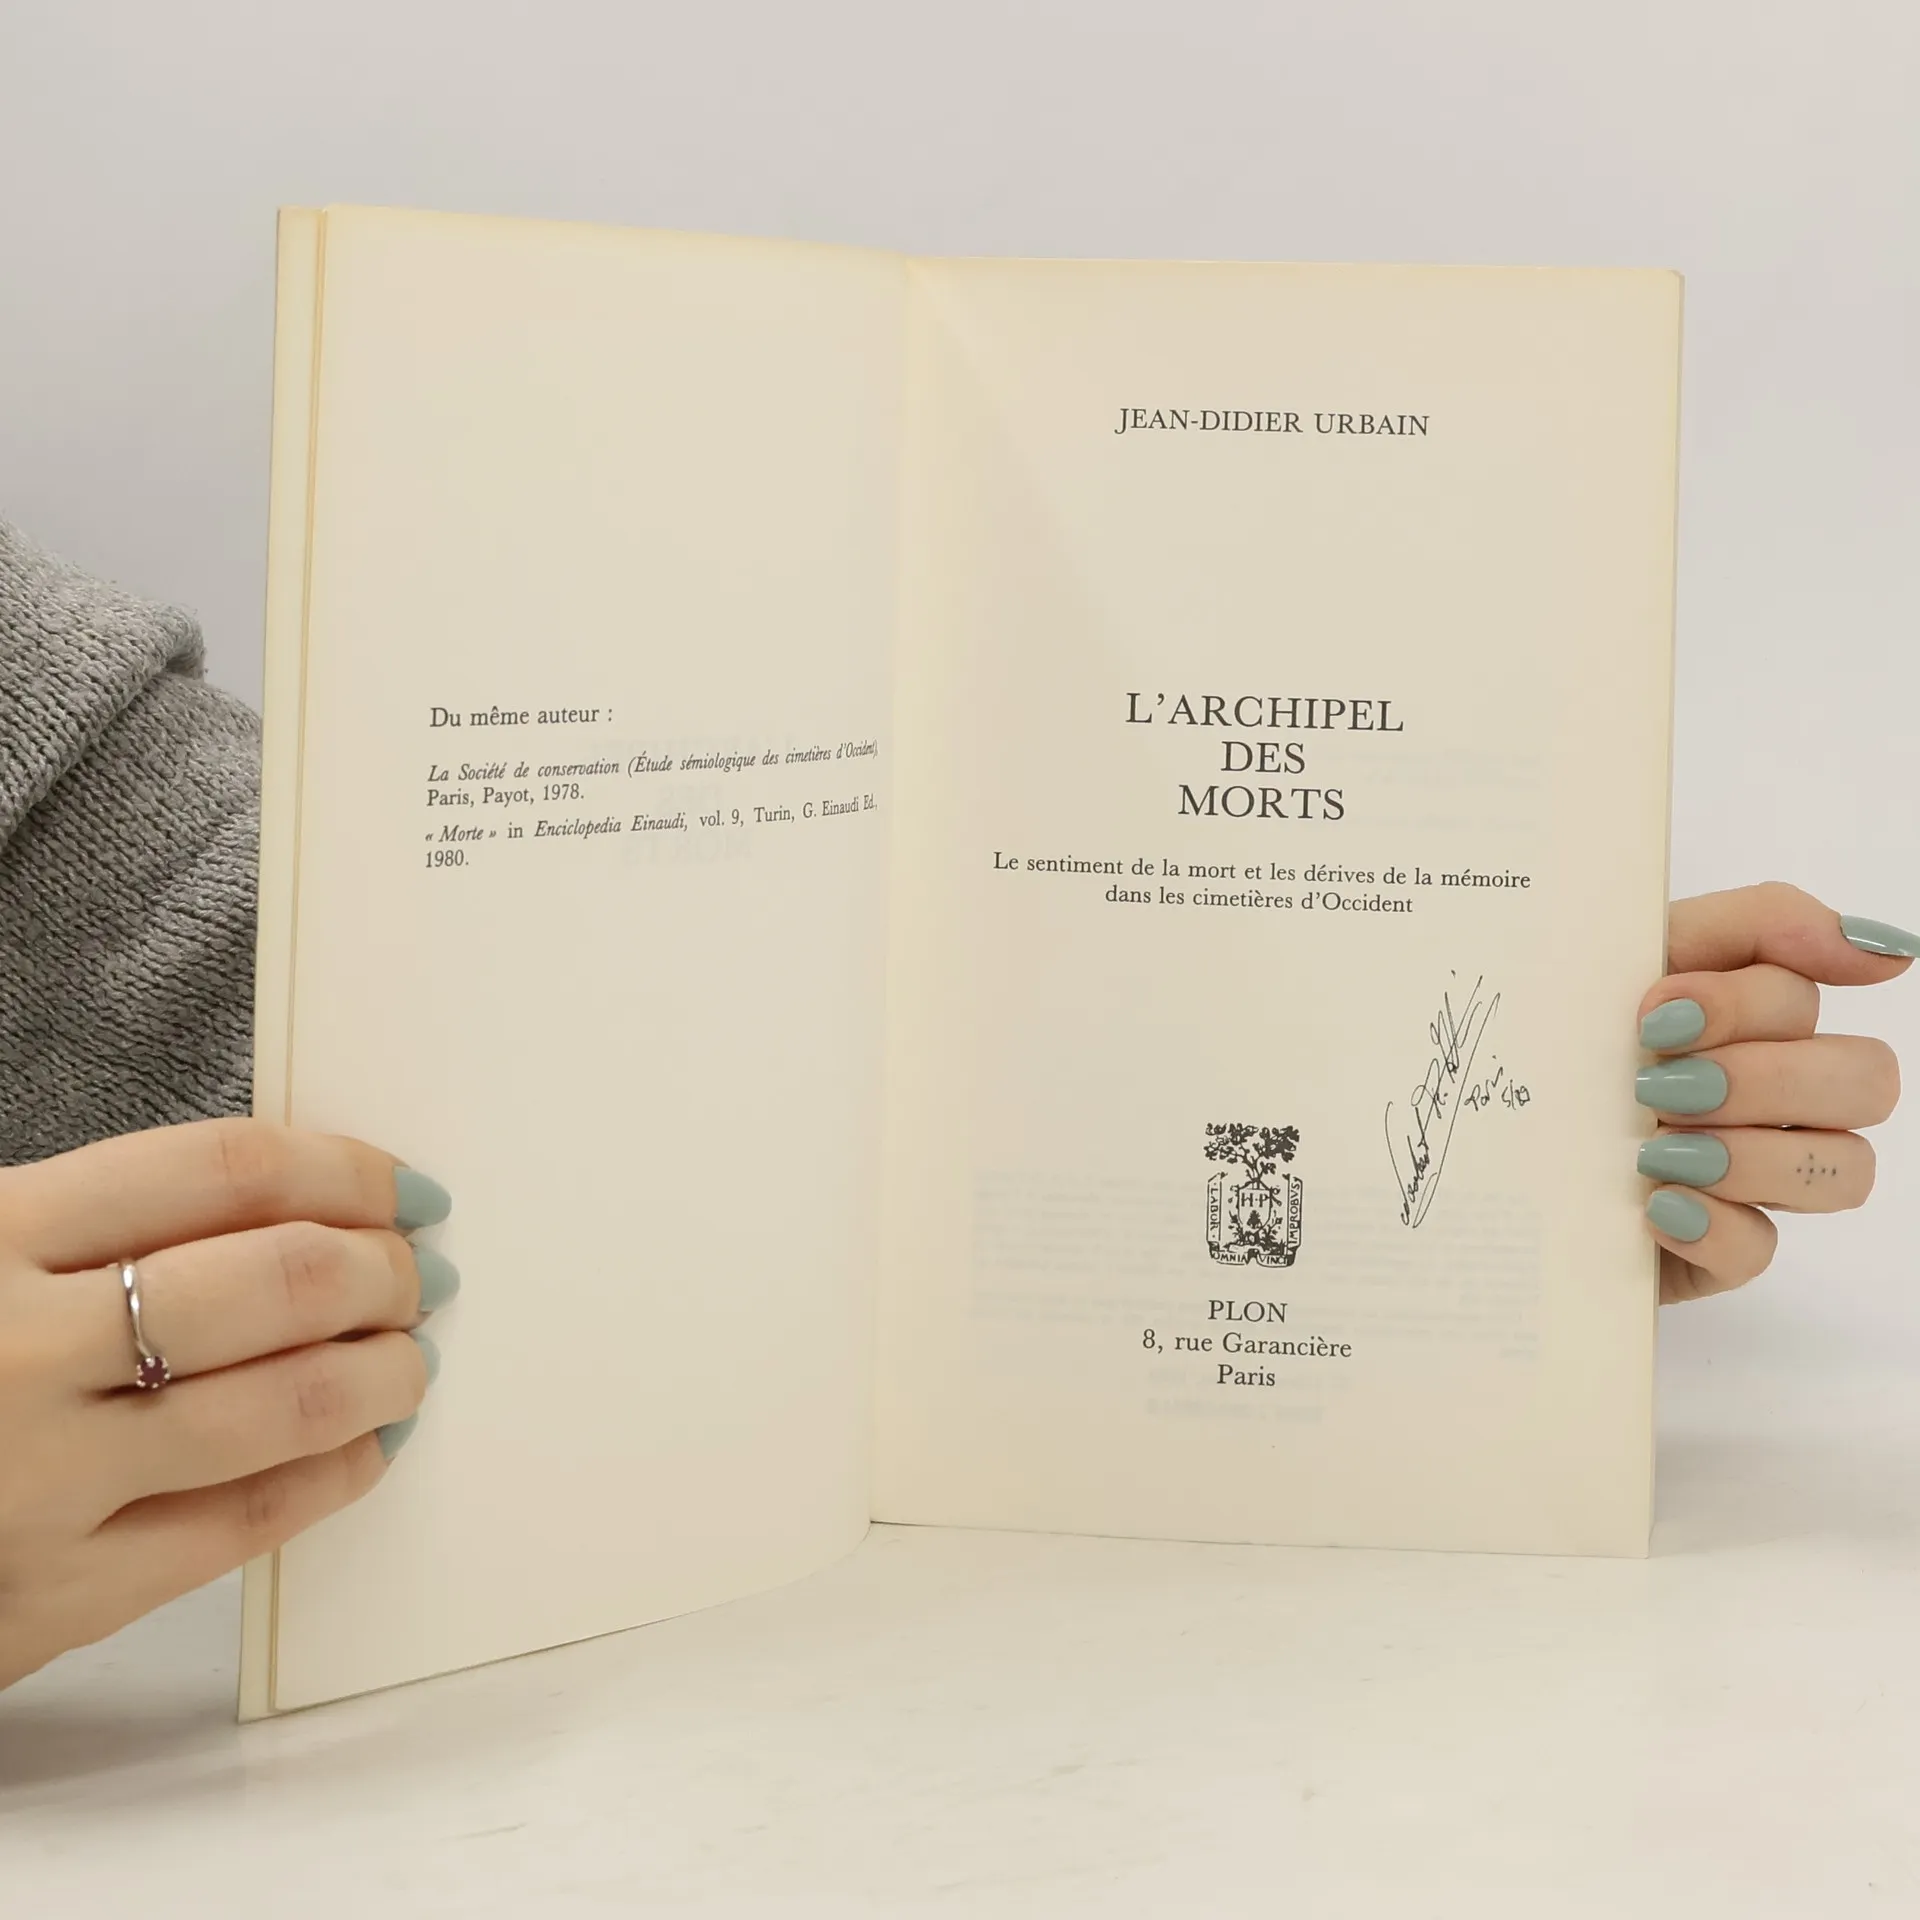 Du même auteur :
La Société de conservation (Étude sémiologique des cimetières d'Occident),
Paris, Payot, 1978.
« Morte » in Enciclopedia Einaudi, vol. 9, Turin, G. Einaudi Ed.,
1980.
JEAN-DIDIER URBAIN
L'ARCHIPEL
DES
MORTS
Le sentiment de la mort et les dérives de la mémoire
dans les cimetières d'Occident
H·P
LABOR
OMNIA VINCIT
IMPROBVS
PLON
8, rue Garancière
Paris